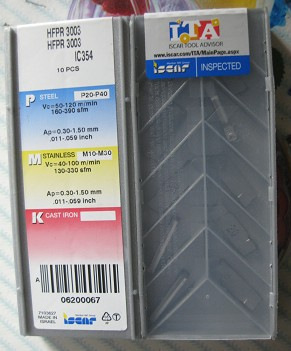 HFPR 3003
HFPR 3003
IC354
10 PCS
P STEEL P20-P40
Vc=50-120 m/min
160-390 sfm
Ap=0.30-1.50 mm
.011-.059 inch
M STAINLESS M10-M30
Vc=40-100 m/min
130-330 sfm
Ap=0.30-1.50 mm
.011-.059 inch
K CAST IRON
A
06200067
MADE IN
ISRAEL
iscar
ITA
ISCAR TOOL ADVISOR
www.iscar.com/ITA/MainPage.aspx
iscar INSPECTED